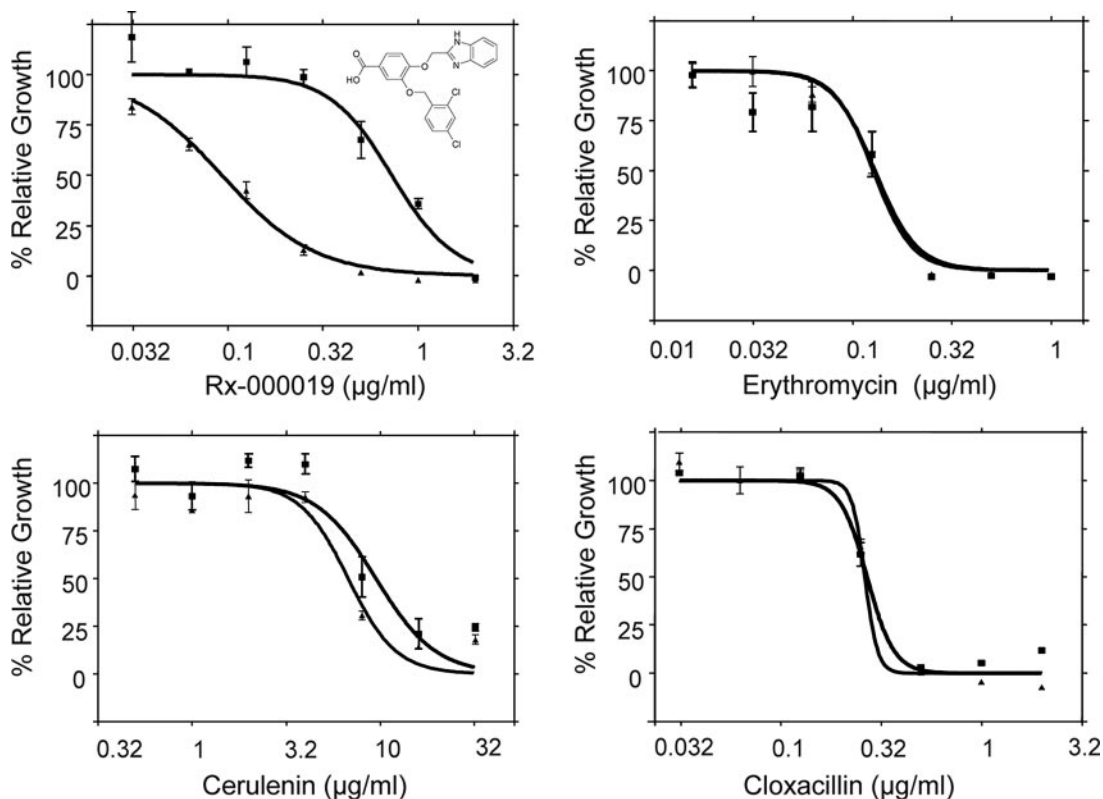 % Relative Growth
100
75
50
25
0
0.032
0.1
0.32
1
3.2
Rx-000019 (µg/ml)
O
HO
O
H
N
N
O
Cl
Cl
% Relative Growth
100
75
50
25
0
0.01
0.032
0.1
0.32
1
Erythromycin (µg/ml)
% Relative Growth
100
75
50
25
0
0.32
1
3.2
10
32
Cerulenin (µg/ml)
% Relative Growth
100
75
50
25
0
0.032
0.1
0.32
1
3.2
Cloxacillin (µg/ml)